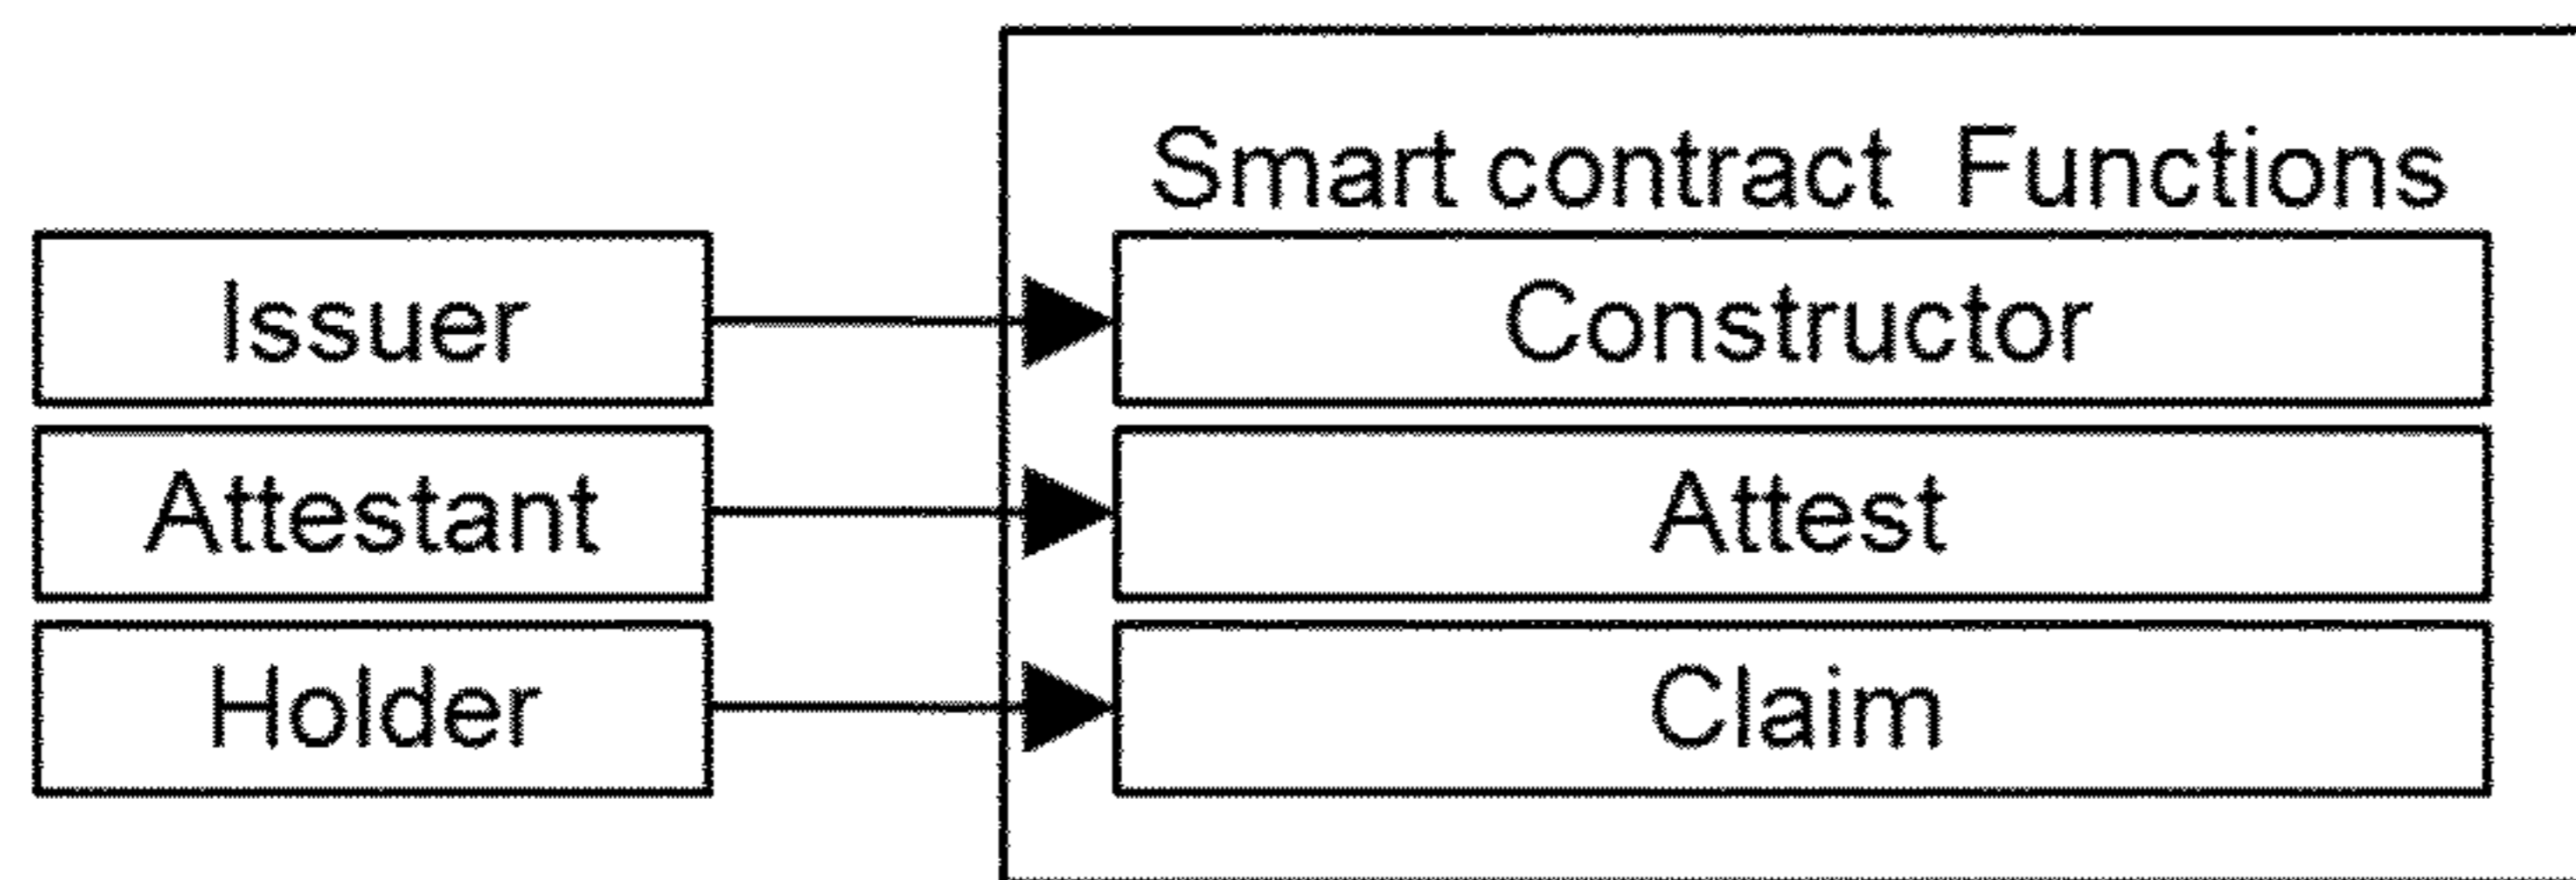 Smart contract Functions
Issuer
Constructor
Attestant
Attest
Holder
Claim